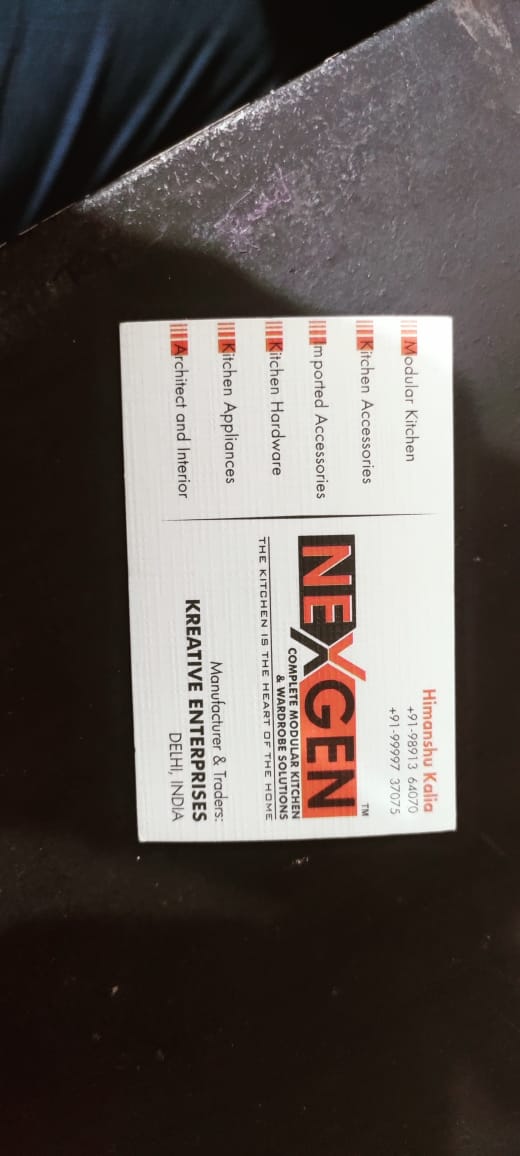 Modular Kitchen
Kitchen Accessories
Imported Accessories
Kitchen Hardware
Kitchen Appliances
Architect and Interior
Himanshu Kalia
+91-98913 64070
+91-99997 37075
NEXGEN TM
COMPLETE MODULAR KITCHEN
& WARDROBE SOLUTIONS
THE KITCHEN IS THE HEART OF THE HOME
Manufacturer & Traders:
KREATIVE ENTERPRISES
DELHI, INDIA